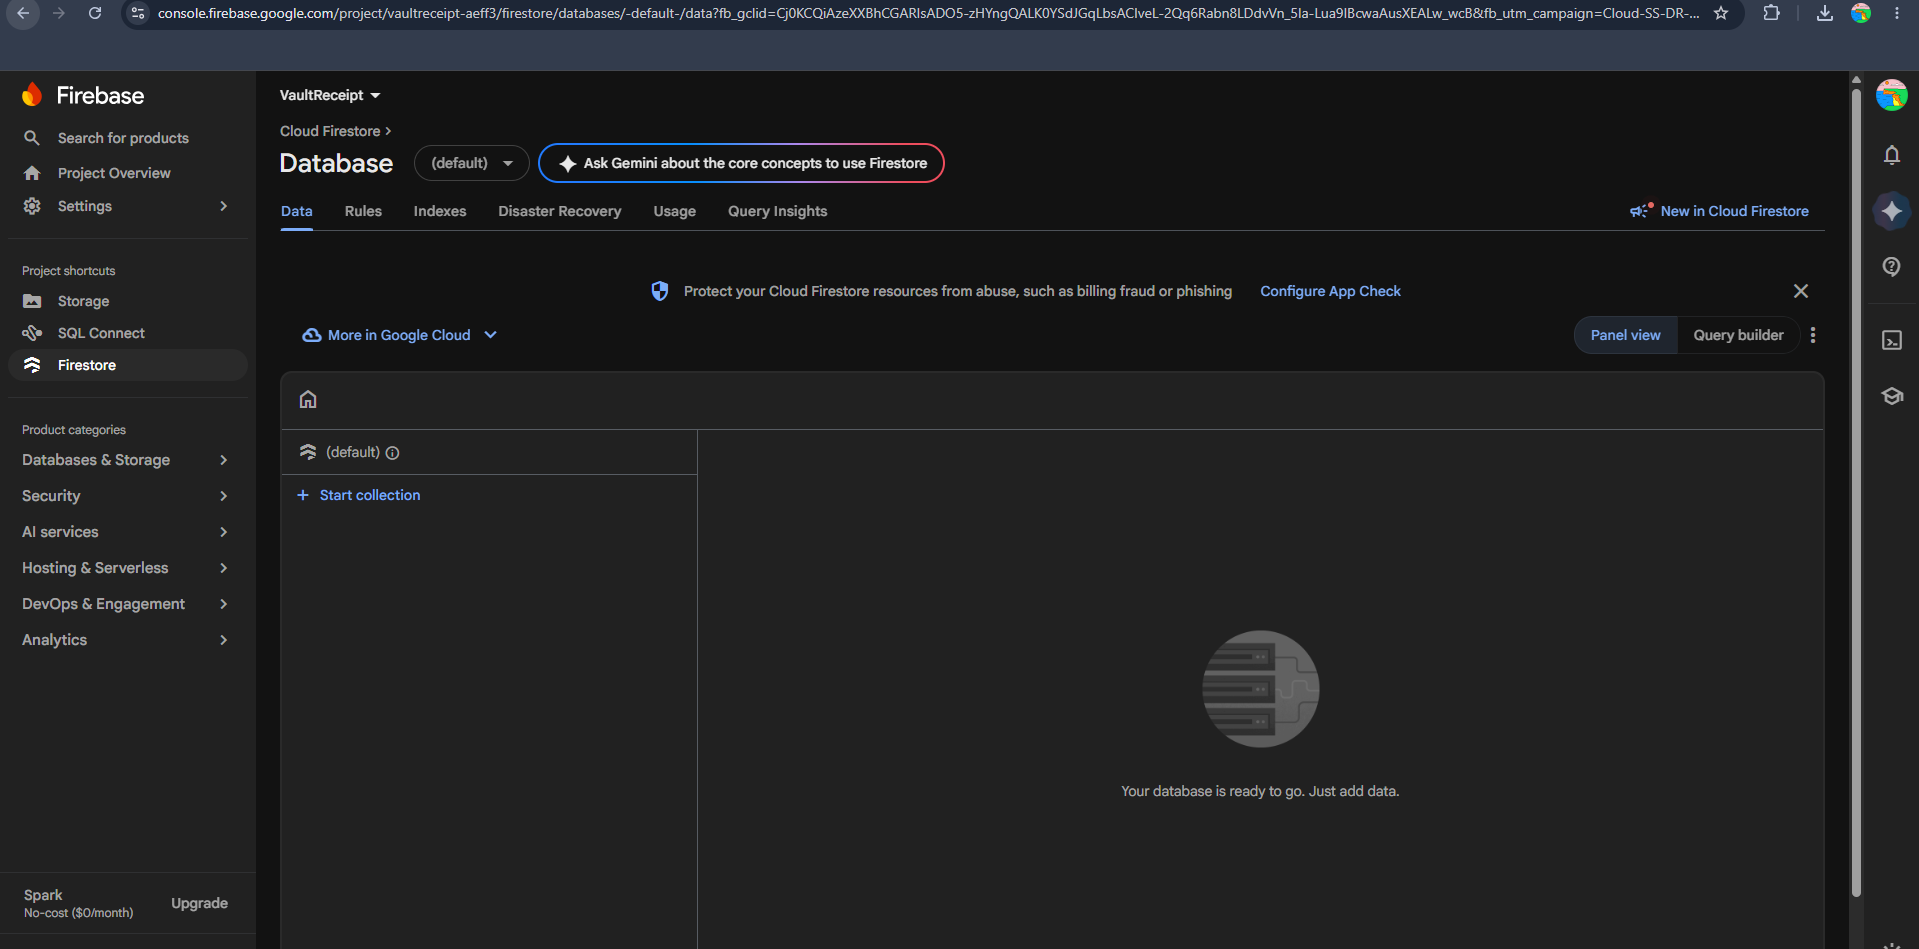 console.firebase.google.com/project/vaultreceipt-aeff3/firestore/databases/-default-/data?fb_gclid=Cj0KCQiAzeXXBhCGARIsADO5-zHYngQALK0YSdJGqLbsACIveL-2Qq6Rabn8LDdvVn_5Ia-Lua9IBcwaAusXEALw_wcB&fb_utm_campaign=Cloud-SS-DR-...
Firebase
Search for products
Project Overview
Settings
Project shortcuts
Storage
SQL Connect
Firestore
Product categories
Databases & Storage
Security
AI services
Hosting & Serverless
DevOps & Engagement
Analytics
Spark
No-cost ($0/month)
Upgrade
VaultReceipt
Cloud Firestore
Database
(default)
Ask Gemini about the core concepts to use Firestore
Data Rules Indexes Disaster Recovery Usage Query Insights
New in Cloud Firestore
Protect your Cloud Firestore resources from abuse, such as billing fraud or phishing Configure App Check
More in Google Cloud
Panel view Query builder
(default)
+ Start collection
Your database is ready to go. Just add data.